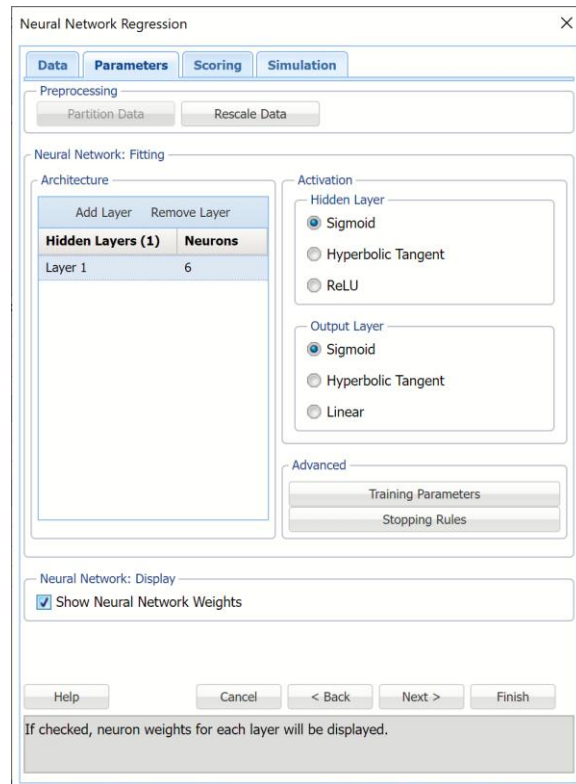 Neural Network Regression
Data Parameters Scoring Simulation
Preprocessing
Partition Data Rescale Data
Neural Network: Fitting
Architecture
Add Layer Remove Layer
Hidden Layers (1) Neurons
Layer 1 6
Activation
Hidden Layer
Sigmoid
Hyperbolic Tangent
ReLU
Output Layer
Sigmoid
Hyperbolic Tangent
Linear
Advanced
Training Parameters
Stopping Rules
Neural Network: Display
Show Neural Network Weights
Help Cancel < Back Next > Finish
If checked, neuron weights for each layer will be displayed.